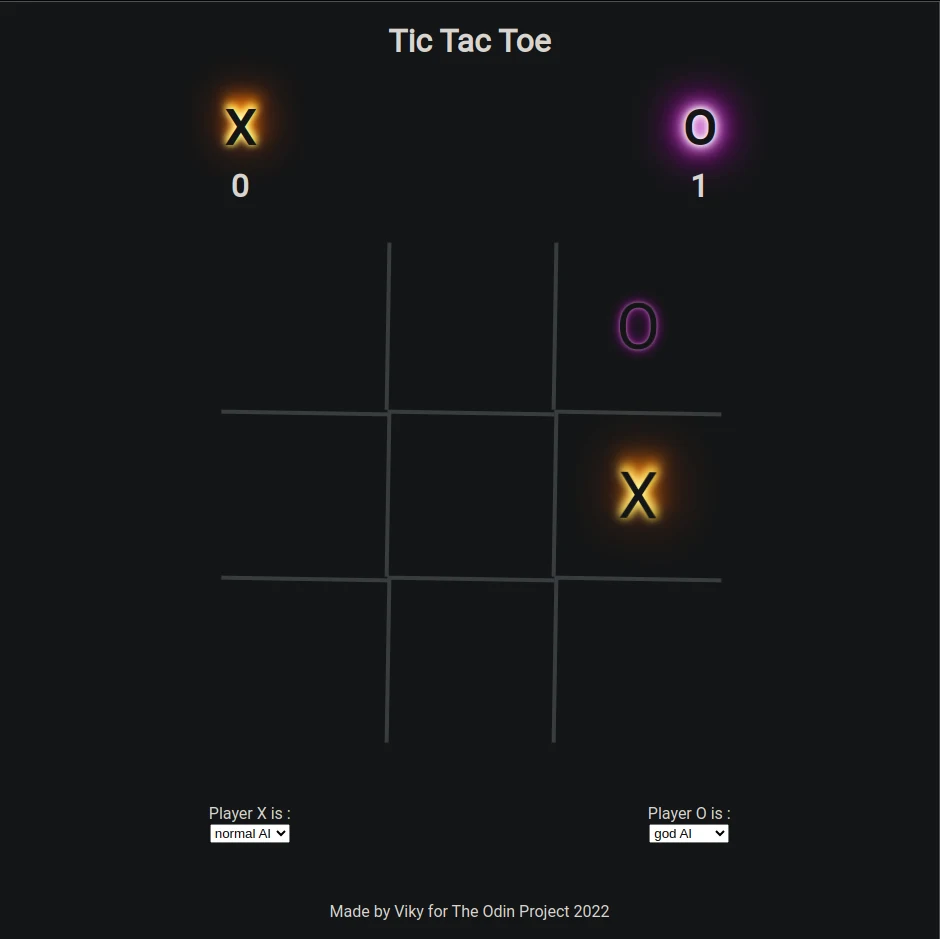 Tic Tac Toe
X O
0 1
O
X
Player X is : Player O is :
normal AI god AI
Made by Viky for The Odin Project 2022